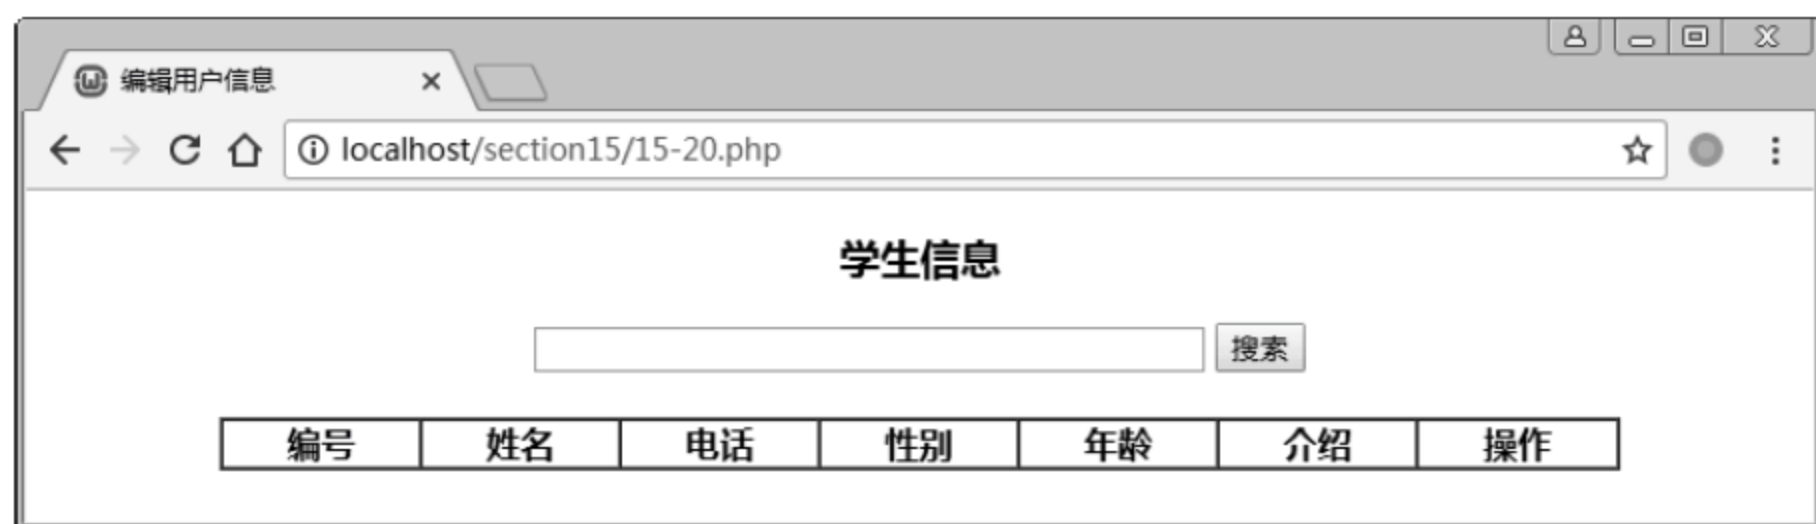 编辑用户信息
localhost/section15/15-20.php
学生信息
搜索
编号 姓名 电话 性别 年龄 介绍 操作